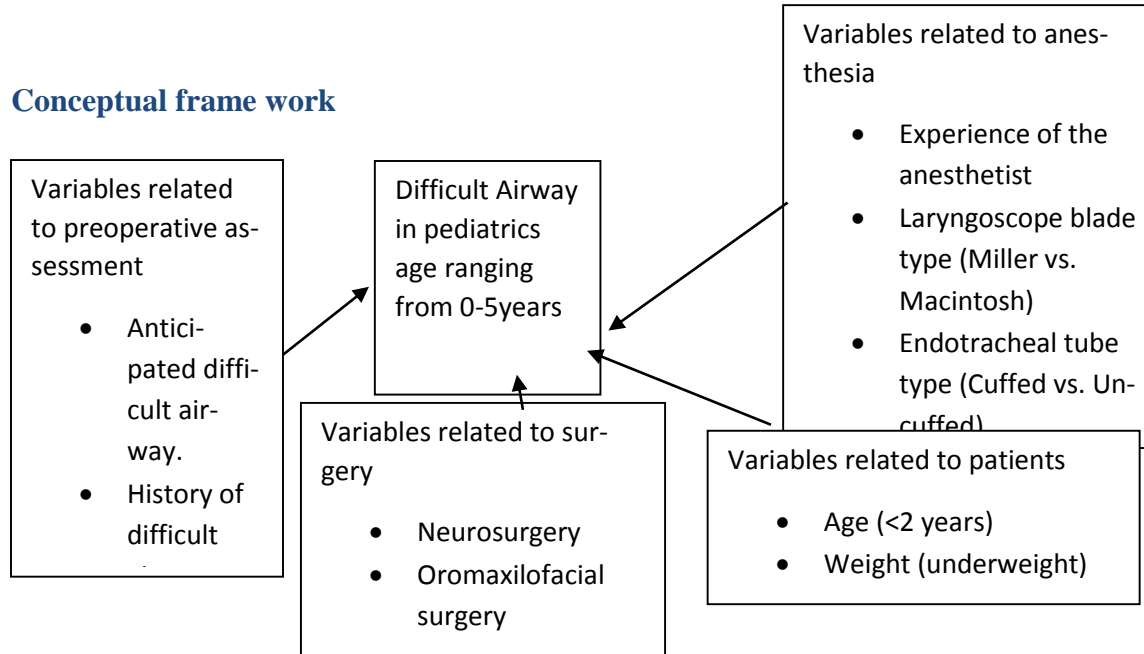 Conceptual frame work
Variables related
to preoperative as-
sessment
• Antici-
pated diffi-
cult air-
way.
• History of
difficult
Difficult Airway
in pediatrics
age ranging
from 0-5years
Variables related to anes-
thesia
• Experience of the
anesthetist
• Laryngoscope blade
type (Miller vs.
Macintosh)
• Endotracheal tube
type (Cuffed vs. Un-
cuffed)
Variables related to sur-
gery
• Neurosurgery
• Oromaxilofacial
surgery
Variables related to patients
• Age (<2 years)
• Weight (underweight)